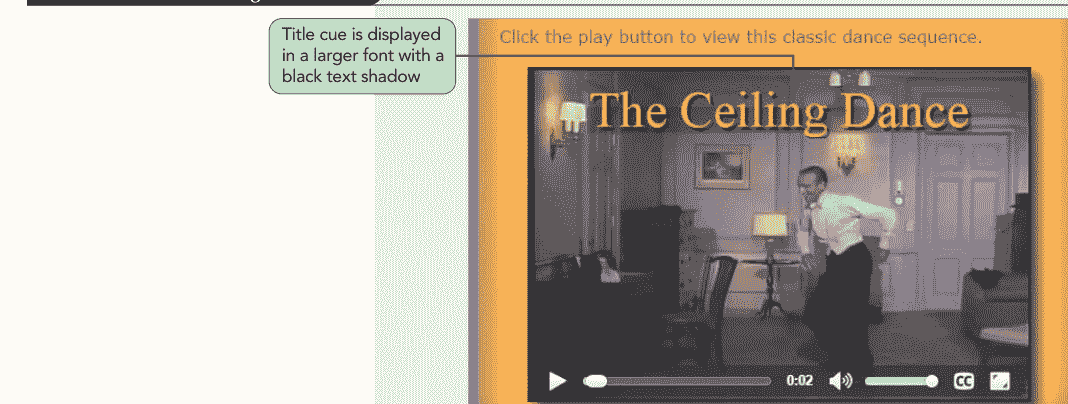 Title cue is displayed
in a larger font with a
black text shadow
Click the play button to view this classic dance sequence.
The Ceiling Dance
0:02
CC